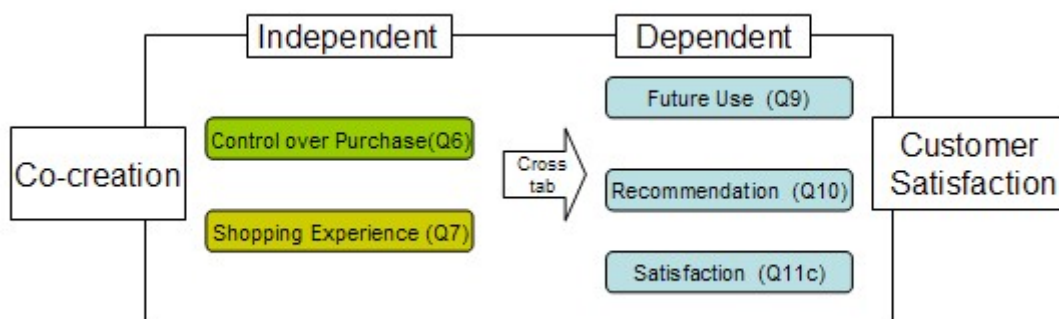 Independent
Dependent
Co-creation
Control over Purchase(Q6)
Shopping Experience (Q7)
Cross
tab
Future Use (Q9)
Recommendation (Q10)
Satisfaction (Q11c)
Customer
Satisfaction